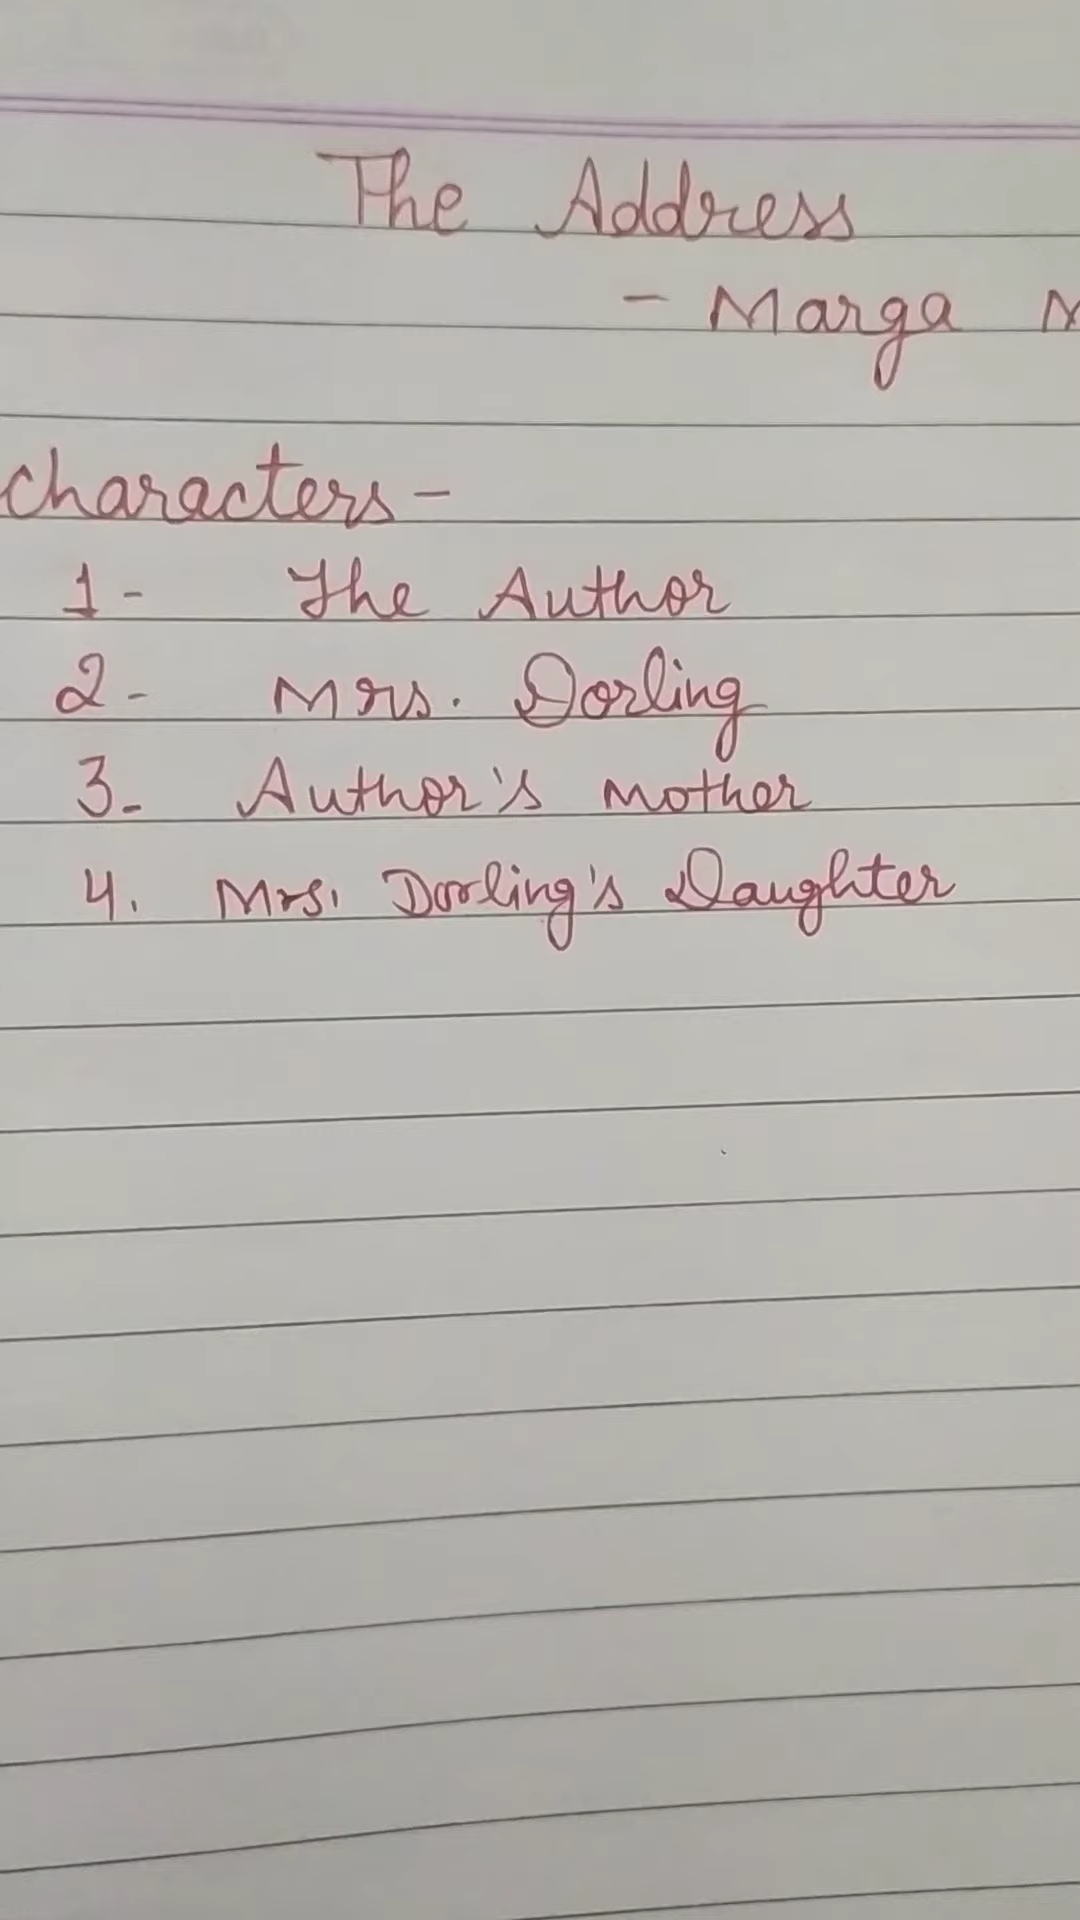 The Address
- Marga M
characters -
1- The Author
2- Mrs. Dorling
3- Author's mother
4. Mrs. Dorling's Daughter